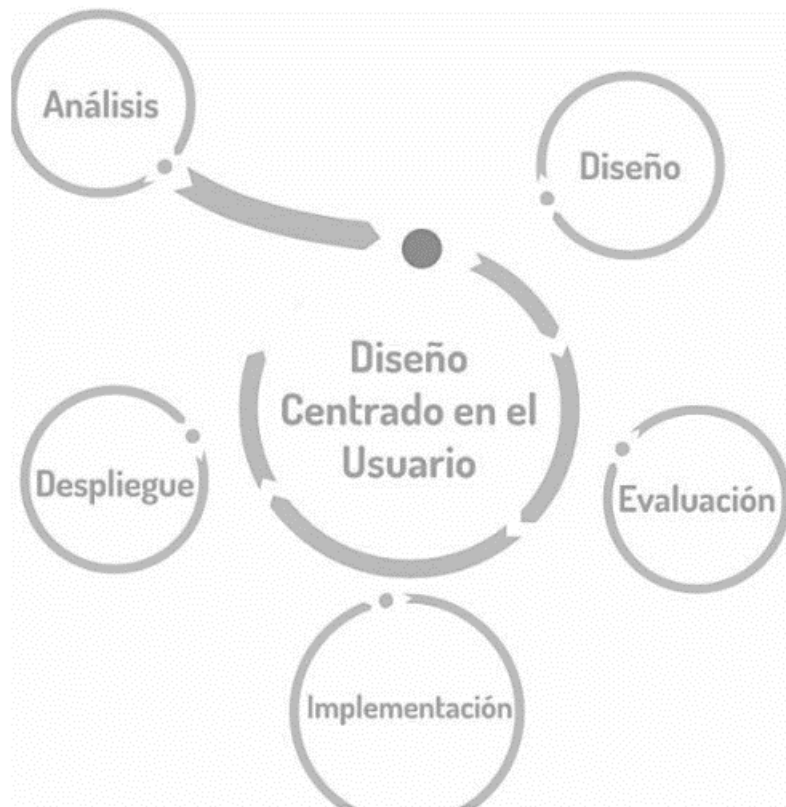 Análisis
Diseño
Diseño
Centrado en el
Usuario
Despliegue
Evaluación
Implementación